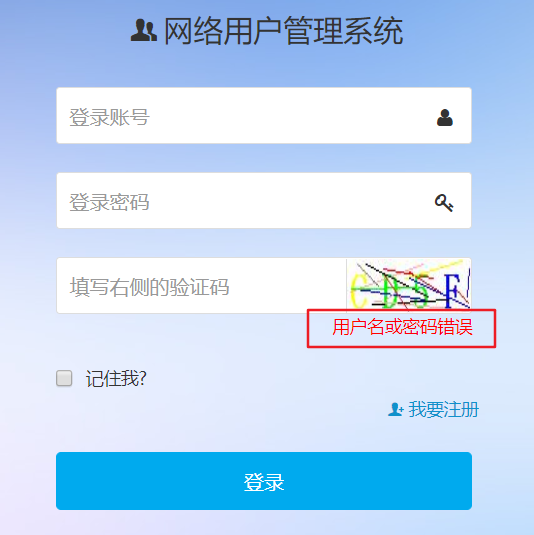 网络用户管理系统
登录账号
登录密码
填写右侧的验证码
CDSF
用户名或密码错误
记住我?
我要注册
登录